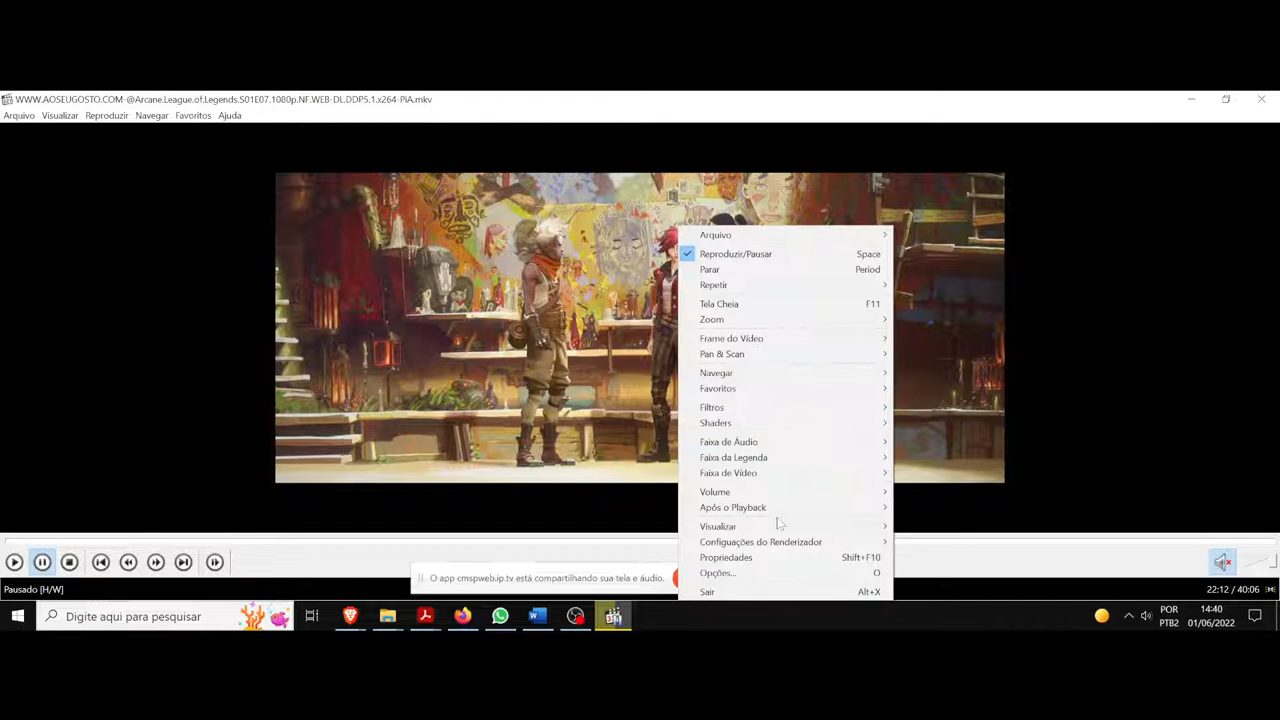 WWW.AOSEUGOSTO.COM-@Arcane.League.of.Legends.S01E07.1080p.NF.WEB-DL.DDP5.1.x264-PiA.mkv
Arquivo Visualizar Reproduzir Navegar Favoritos Ajuda
Arquivo
Reproduzir/Pausar Space
Parar Period
Repetir
Tela Cheia F11
Zoom
Frame do Vídeo
Pan & Scan
Navegar
Favoritos
Filtros
Shaders
Faixa de Áudio
Faixa da Legenda
Faixa de Vídeo
Volume
Após o Playback
Visualizar
Configuações do Renderizador
Propriedades Shift+F10
Opções... O
Sair Alt+X
O app cmspweb.ip.tv está compartilhando sua tela e áudio.
Pausado [H/W] 22:12 / 40:06
Digite aqui para pesquisar
POR 14:40
PTB2 01/06/2022